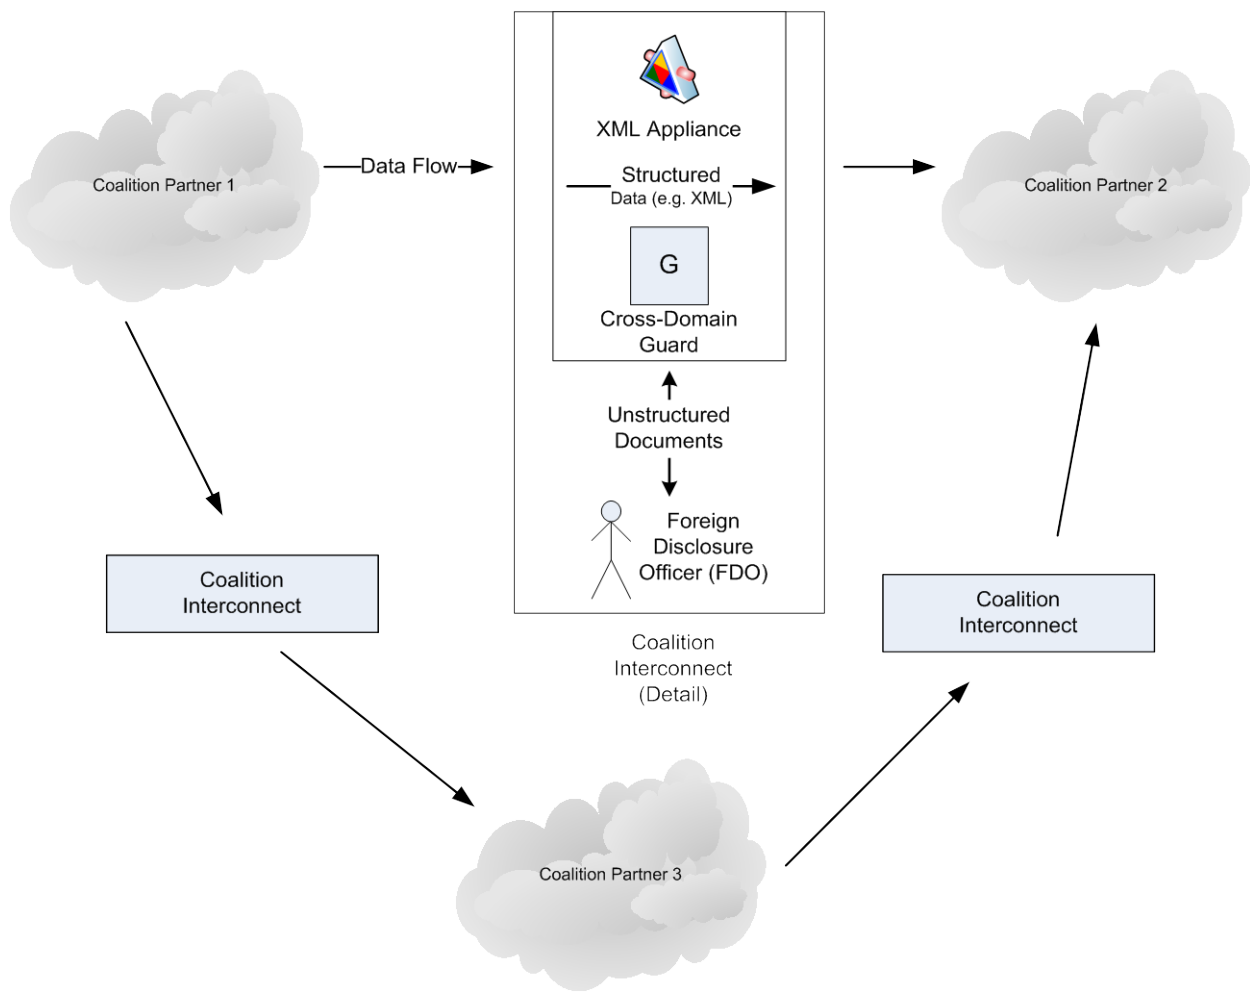 XML Appliance
Coalition Partner 1
Data Flow
Structured
Data (e.g. XML)
Coalition Partner 2
G
Cross-Domain
Guard
Unstructured
Documents
Foreign
Disclosure
Officer (FDO)
Coalition
Interconnect
Coalition
Interconnect
(Detail)
Coalition
Interconnect
Coalition Partner 3